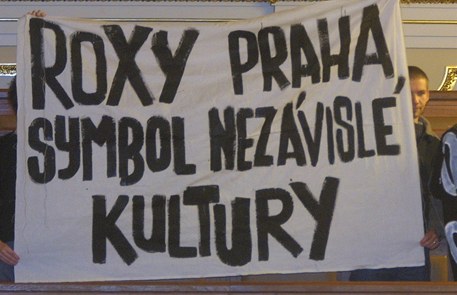 ROXY PRAHA,
SYMBOL NEZÁVISLÉ
KULTURY